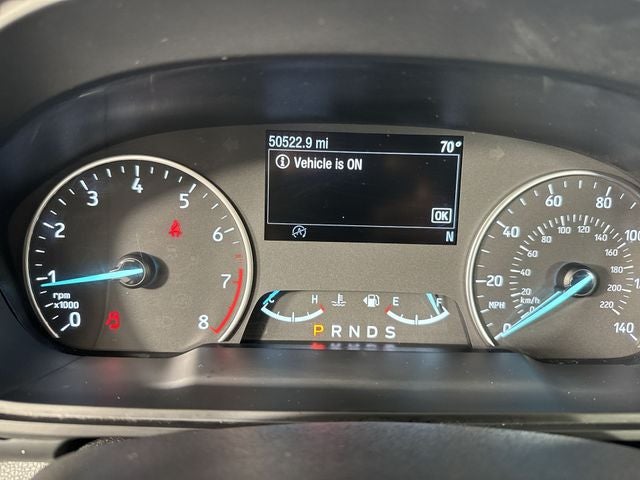 50522.9 mi 70°
Vehicle is ON
OK
N
0 1 2 3 4 5 6 7 8
rpm
x1000
C H E F
P R N D S
0 20 40 60 80 100 140
MPH
20 40 60 80 100 120 140 160 180 200 220
km/h